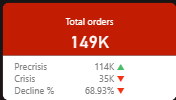 Total orders
149K
Precrisis 114K
Crisis 35K
Decline % 68.93%